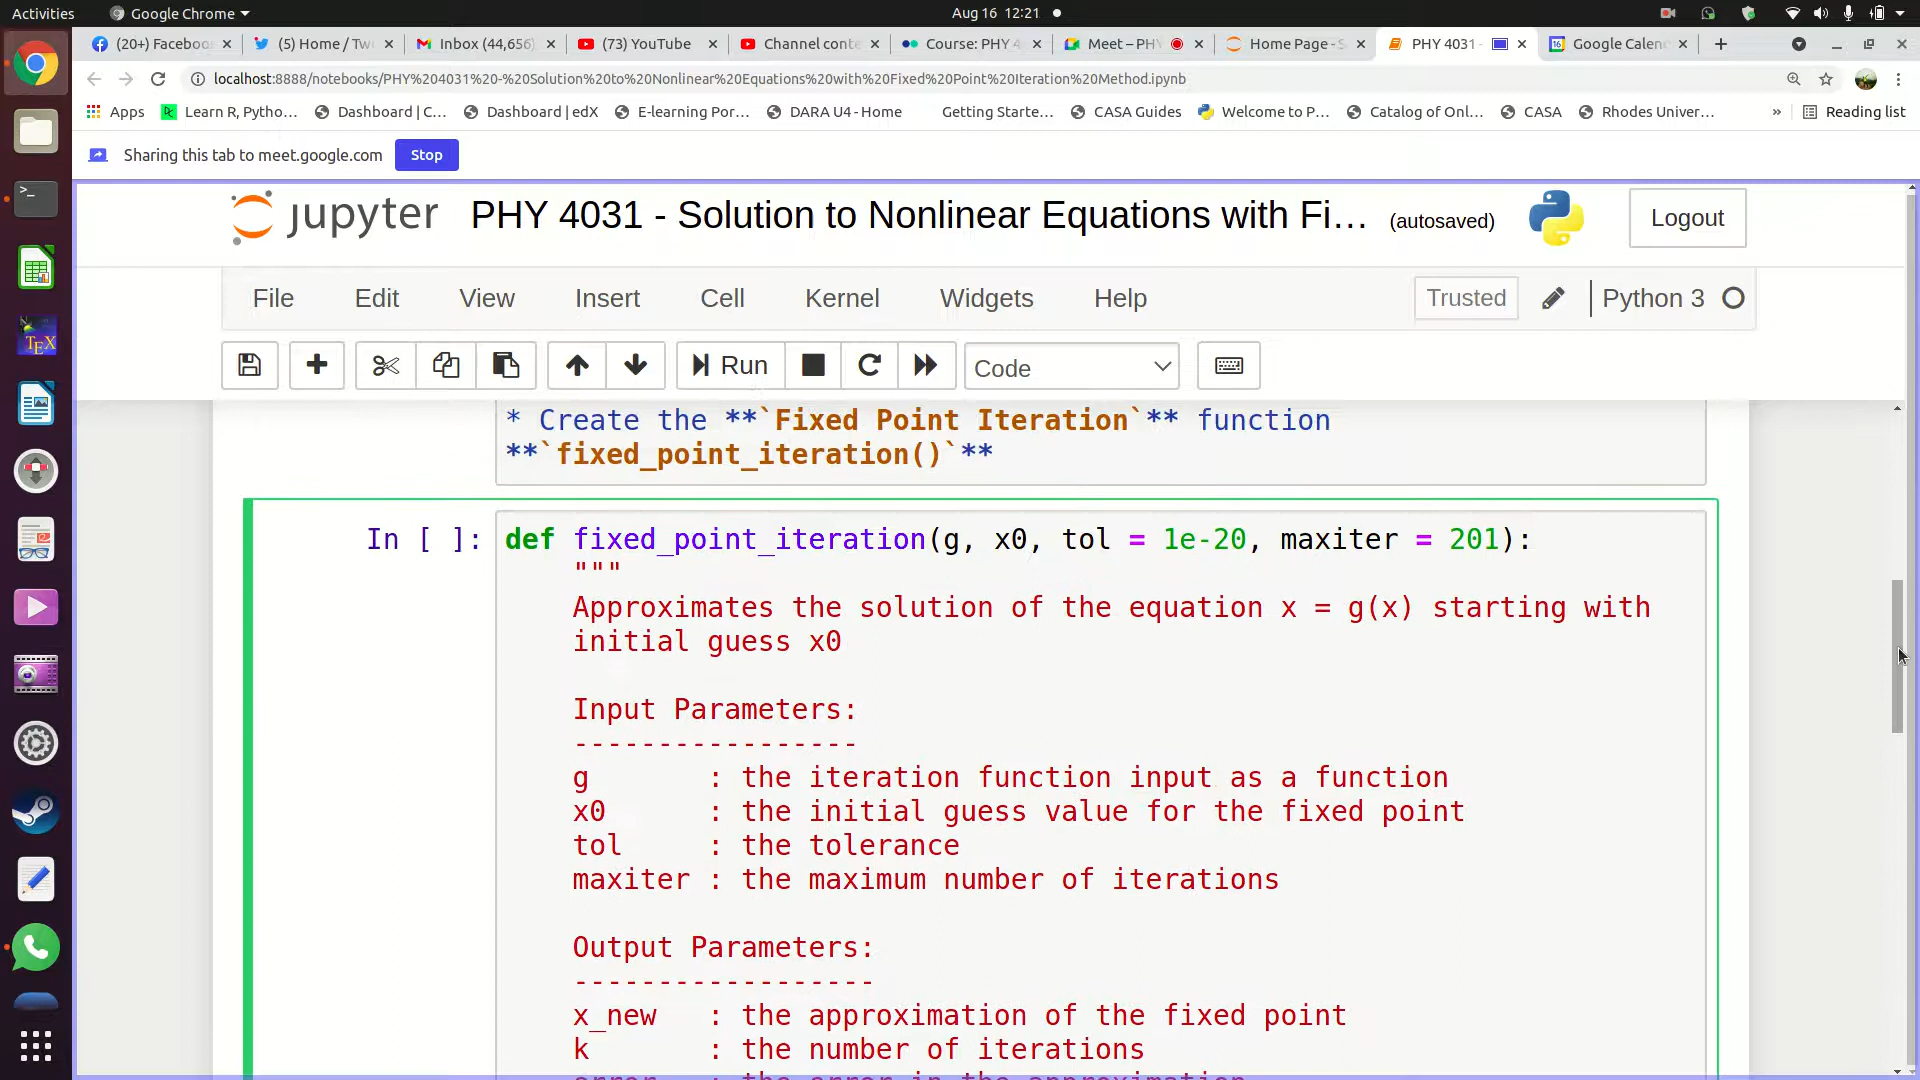 Activities
Google Chrome
Aug 16 12:21
(20+) Faceboo
(5) Home / Tw
Inbox (44,656)
(73) YouTube
Channel conte
Course: PHY 4
Meet – PHY
Home Page - S
PHY 4031 -
Google Calen
localhost:8888/notebooks/PHY%204031%20-%20Solution%20to%20Nonlinear%20Equations%20with%20Fixed%20Point%20Iteration%20Method.ipynb
Apps
Learn R, Pytho…
Dashboard | C…
Dashboard | edX
E-learning Por…
DARA U4 - Home
Getting Starte…
CASA Guides
Welcome to P…
Catalog of Onl…
CASA
Rhodes Univer…
»
Reading list
Sharing this tab to meet.google.com
Stop
jupyter
PHY 4031 - Solution to Nonlinear Equations with Fi…
(autosaved)
Logout
File
Edit
View
Insert
Cell
Kernel
Widgets
Help
Trusted
Python 3
Run
Code
* Create the **`Fixed Point Iteration`** function
**`fixed_point_iteration()`**
In [ ]:
def fixed_point_iteration(g, x0, tol = 1e-20, maxiter = 201):
"""
Approximates the solution of the equation x = g(x) starting with
initial guess x0
Input Parameters:
-----------------
g : the iteration function input as a function
x0 : the initial guess value for the fixed point
tol : the tolerance
maxiter : the maximum number of iterations
Output Parameters:
------------------
x_new : the approximation of the fixed point
k : the number of iterations
error : the error in the approximation